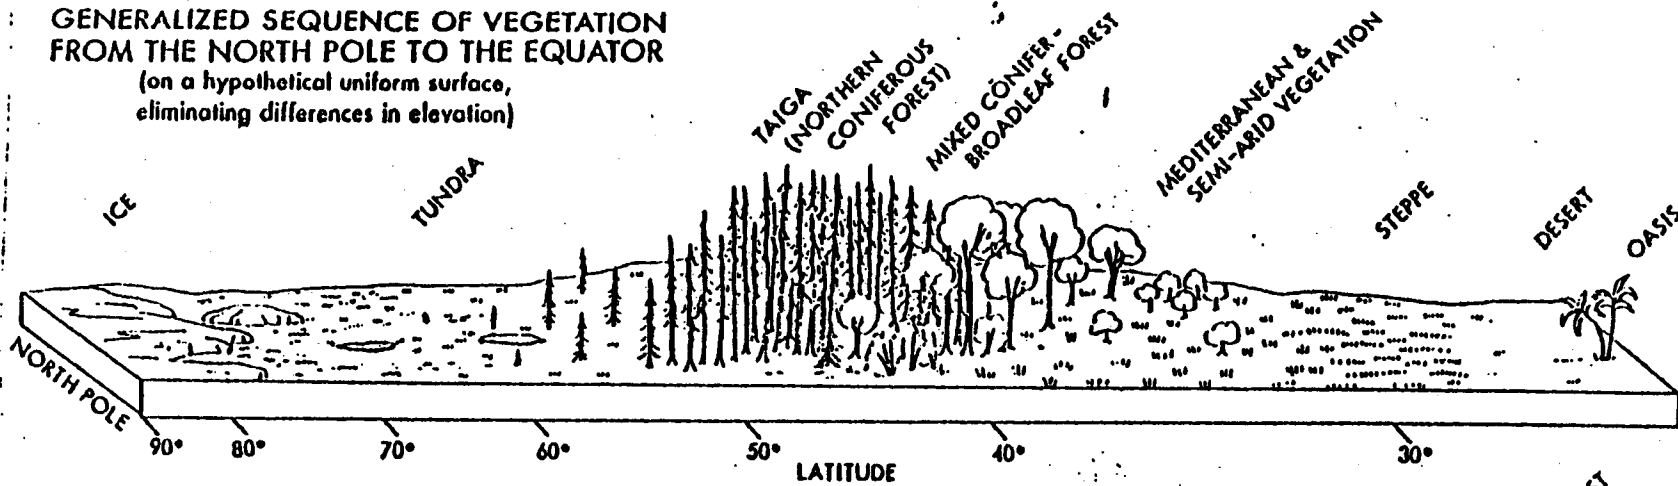 GENERALIZED SEQUENCE OF VEGETATION
FROM THE NORTH POLE TO THE EQUATOR
(on a hypothetical uniform surface,
eliminating differences in elevation)
ICE
TUNDRA
TAIGA
(NORTHERN
CONIFEROUS
FOREST)
MIXED CONIFER-
BROADLEAF FOREST
MEDITERRANEAN &
SEMI-ARID VEGETATION
STEPPE
DESERT
OASIS
NORTH POLE
90° 80° 70° 60° 50° 40° 30°
LATITUDE